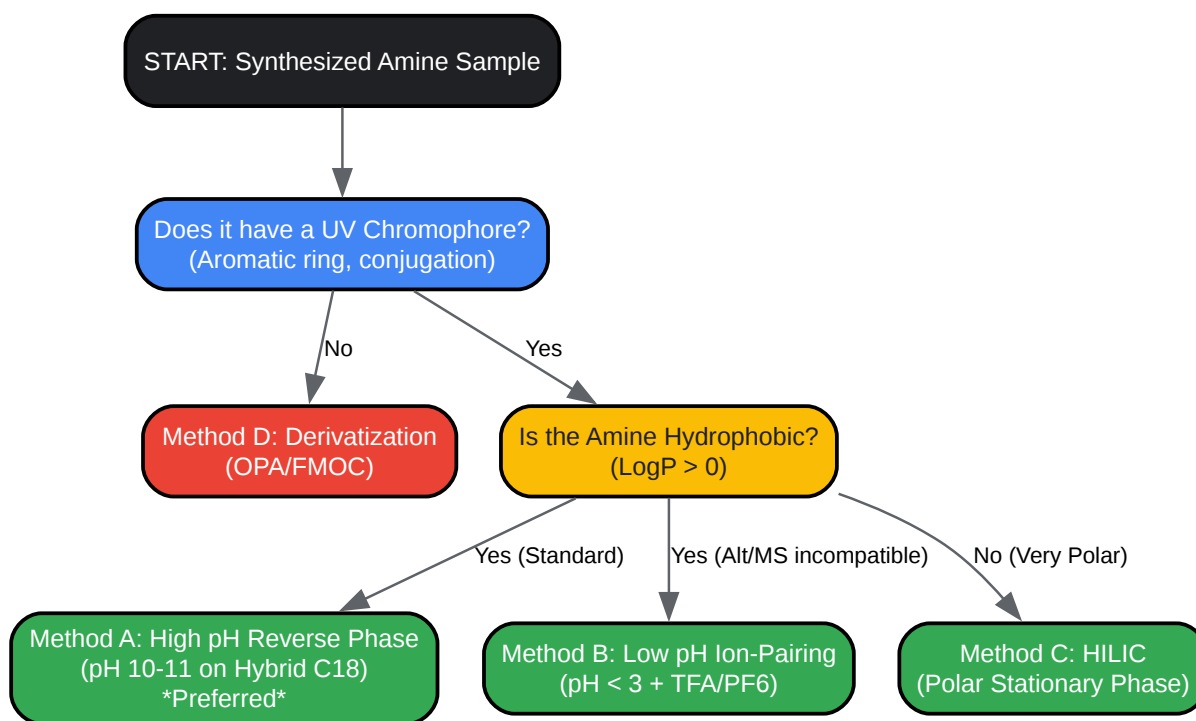 START: Synthesized Amine Sample
Does it have a UV Chromophore?
(Aromatic ring, conjugation)
No
Yes
Method D: Derivatization
(OPA/FMOC)
Is the Amine Hydrophobic?
(LogP > 0)
Yes (Standard)
Yes (Alt/MS incompatible)
No (Very Polar)
Method A: High pH Reverse Phase
(pH 10-11 on Hybrid C18)
*Preferred*
Method B: Low pH Ion-Pairing
(pH < 3 + TFA/PF6)
Method C: HILIC
(Polar Stationary Phase)